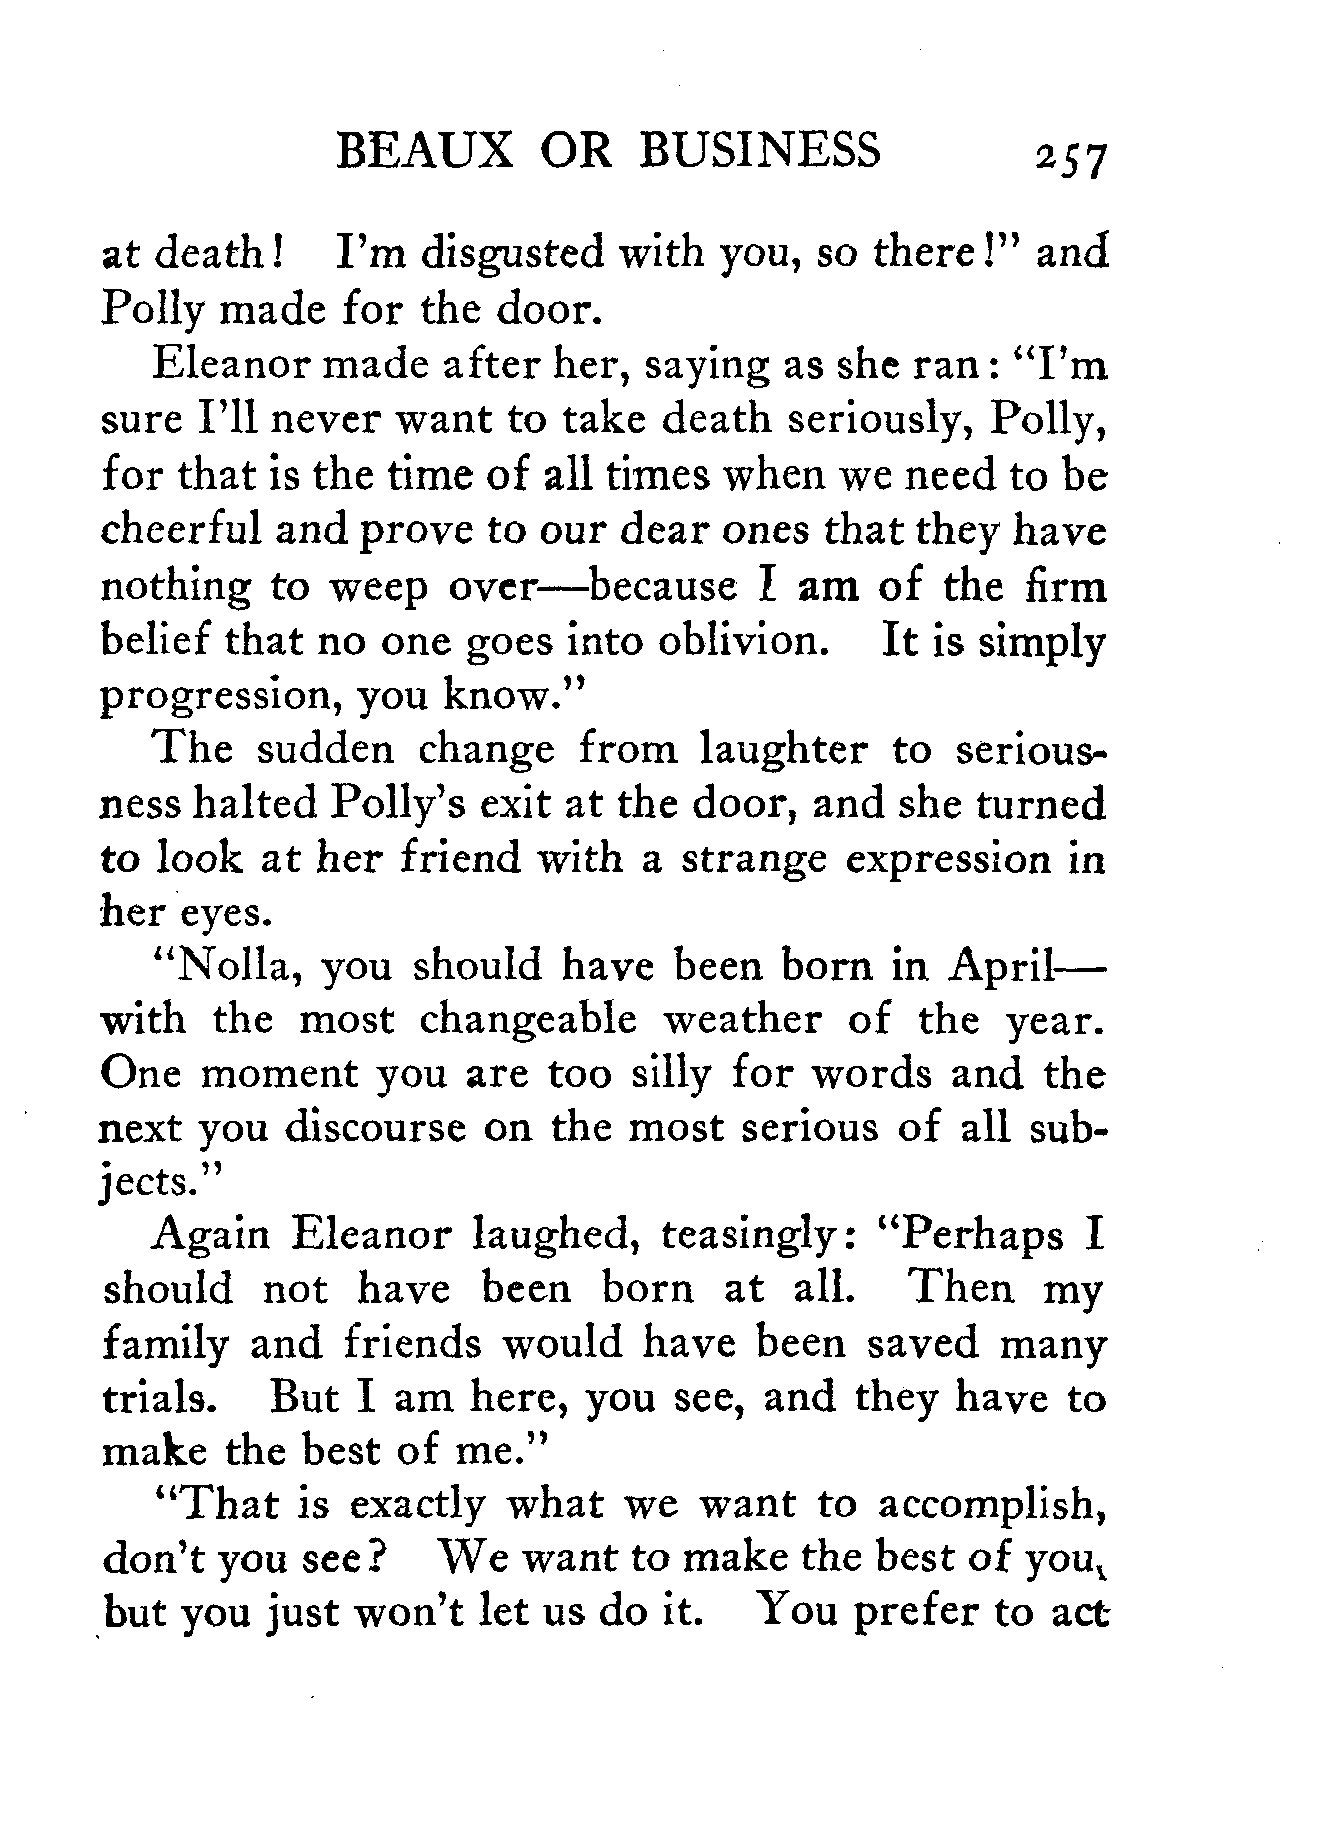 BEAUX OR BUSINESS 257
at death! I'm disgusted with you, so there!" and
Polly made for the door.
Eleanor made after her, saying as she ran: "I'm
sure I'll never want to take death seriously, Polly,
for that is the time of all times when we need to be
cheerful and prove to our dear ones that they have
nothing to weep over—because I am of the firm
belief that no one goes into oblivion. It is simply
progression, you know."
The sudden change from laughter to serious-
ness halted Polly's exit at the door, and she turned
to look at her friend with a strange expression in
her eyes.
"Nolla, you should have been born in April—
with the most changeable weather of the year.
One moment you are too silly for words and the
next you discourse on the most serious of all sub-
jects."
Again Eleanor laughed, teasingly: "Perhaps I
should not have been born at all. Then my
family and friends would have been saved many
trials. But I am here, you see, and they have to
make the best of me."
"That is exactly what we want to accomplish,
don't you see? We want to make the best of you,
but you just won't let us do it. You prefer to act